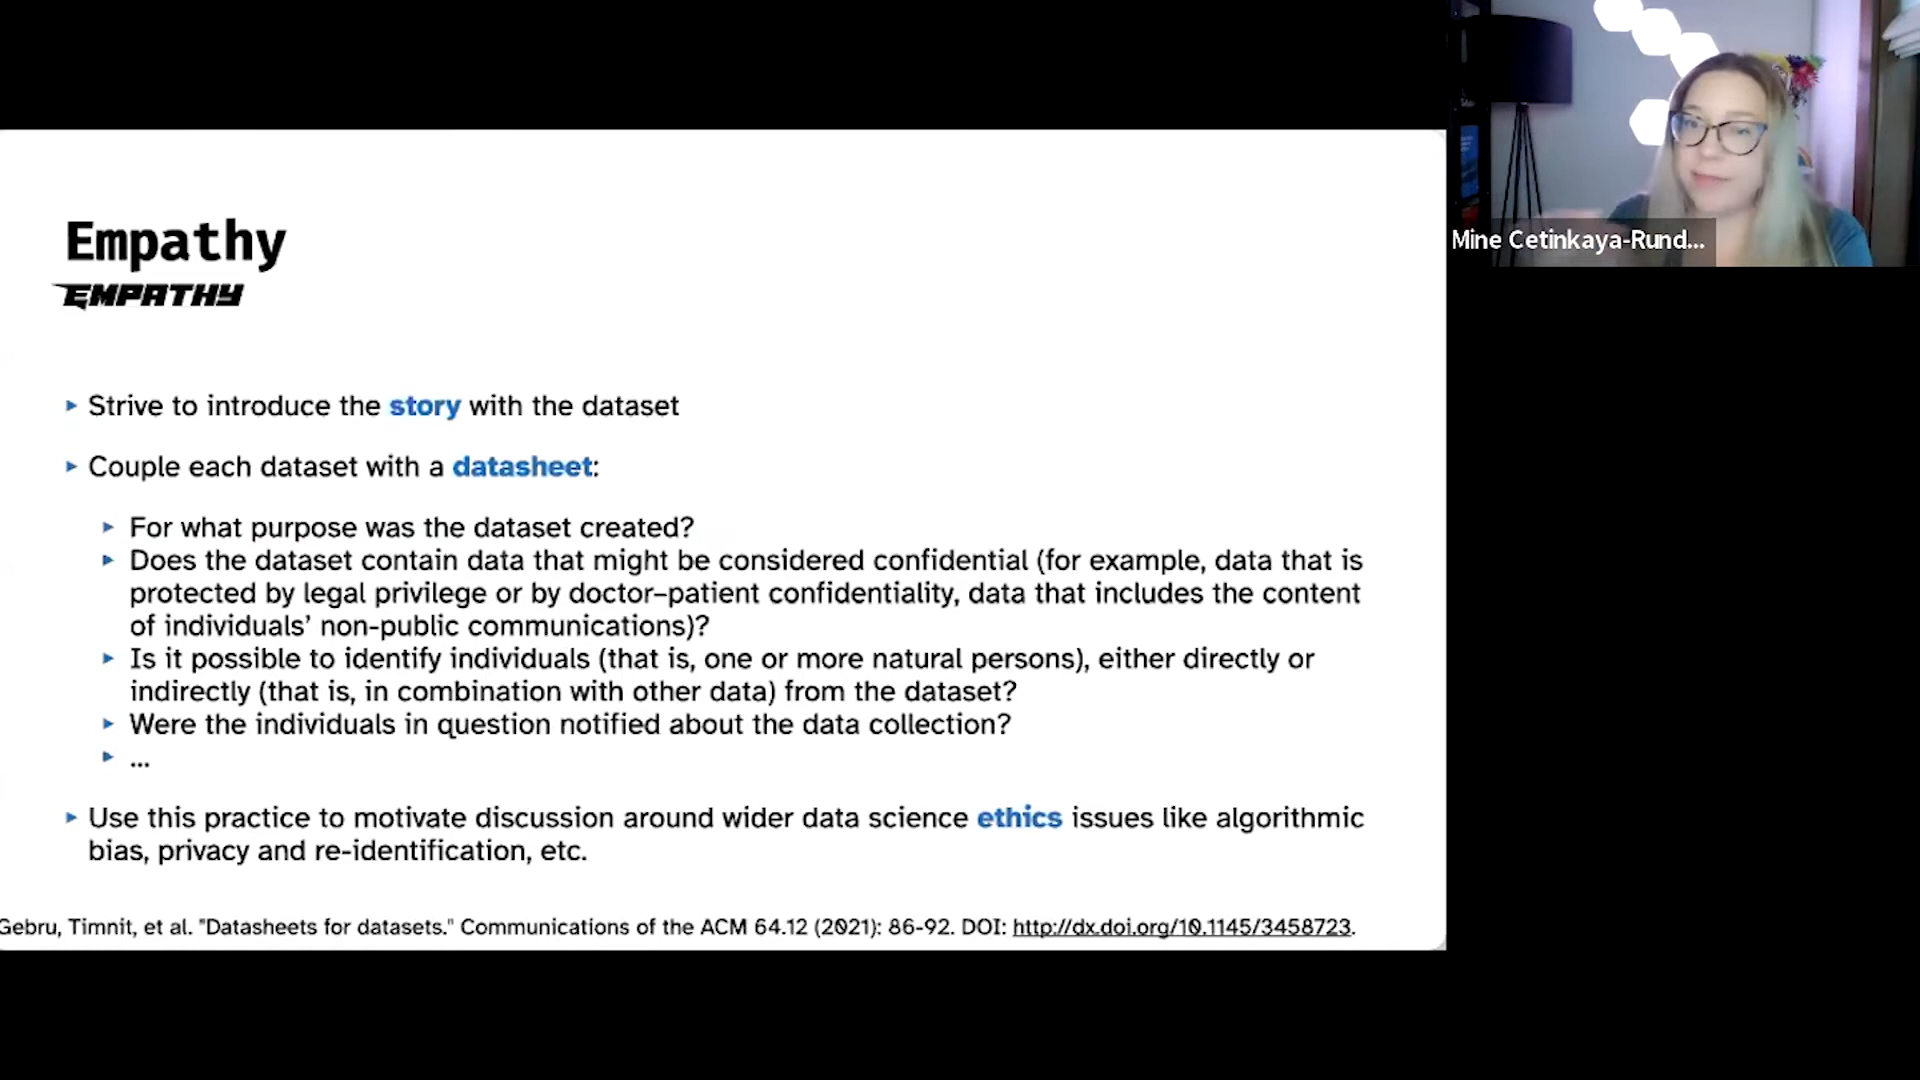 Empathy
EMPATHY
▸ Strive to introduce the story with the dataset
▸ Couple each dataset with a datasheet:
▸ For what purpose was the dataset created?
▸ Does the dataset contain data that might be considered confidential (for example, data that is
protected by legal privilege or by doctor–patient confidentiality, data that includes the content
of individuals’ non-public communications)?
▸ Is it possible to identify individuals (that is, one or more natural persons), either directly or
indirectly (that is, in combination with other data) from the dataset?
▸ Were the individuals in question notified about the data collection?
▸ ...
▸ Use this practice to motivate discussion around wider data science ethics issues like algorithmic
bias, privacy and re-identification, etc.
Gebru, Timnit, et al. "Datasheets for datasets." Communications of the ACM 64.12 (2021): 86-92. DOI: http://dx.doi.org/10.1145/3458723.
Mine Cetinkaya-Rund...